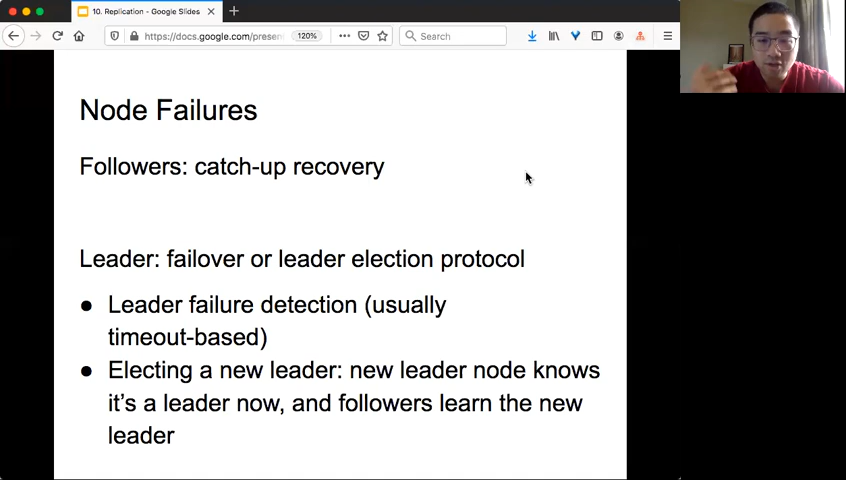 10. Replication - Google Slides
https://docs.google.com/presen
120%
Search
Node Failures
Followers: catch-up recovery
Leader: failover or leader election protocol
● Leader failure detection (usually
timeout-based)
● Electing a new leader: new leader node knows
it’s a leader now, and followers learn the new
leader